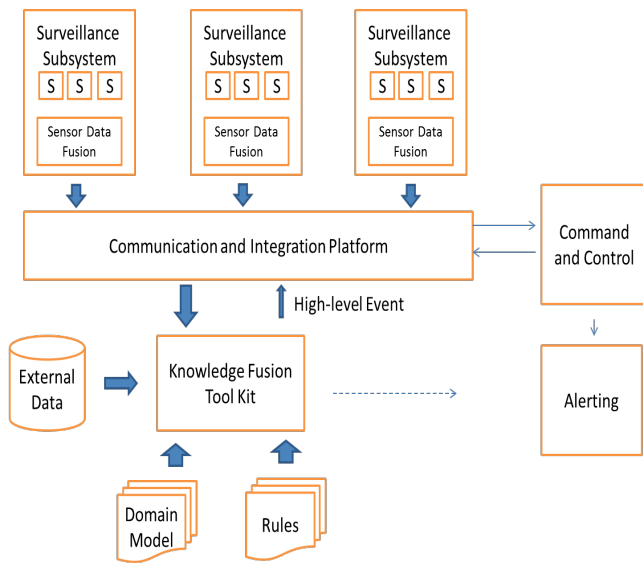 Surveillance
Subsystem
S S S
Sensor Data
Fusion
Surveillance
Subsystem
S S S
Sensor Data
Fusion
Surveillance
Subsystem
S S S
Sensor Data
Fusion
Communication and Integration Platform
Command
and Control
High-level Event
External
Data
Knowledge Fusion
Tool Kit
Alerting
Domain
Model
Rules